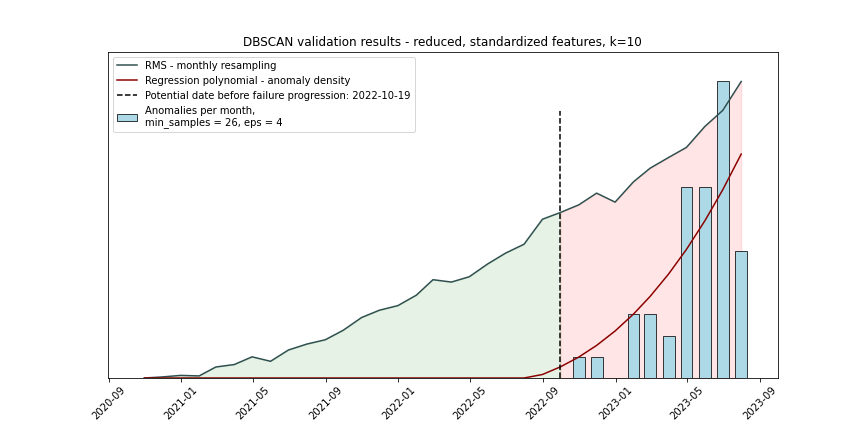 DBSCAN validation results - reduced, standardized features, k=10
RMS - monthly resampling
Regression polynomial - anomaly density
Potential date before failure progression: 2022-10-19
Anomalies per month,
min_samples = 26, eps = 4
2020-09
2021-01
2021-05
2021-09
2022-01
2022-05
2022-09
2023-01
2023-05
2023-09